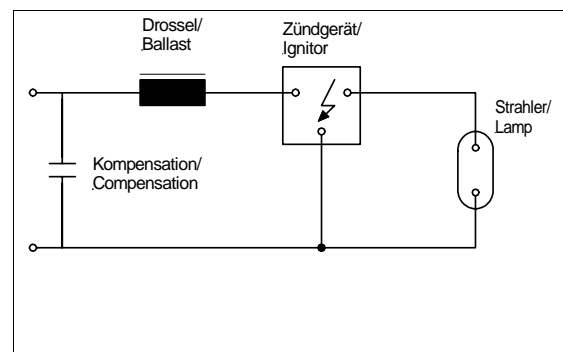 Drossel/
Ballast
Zündgerät/
Ignitor
Strahler/
Lamp
Kompensation/
Compensation